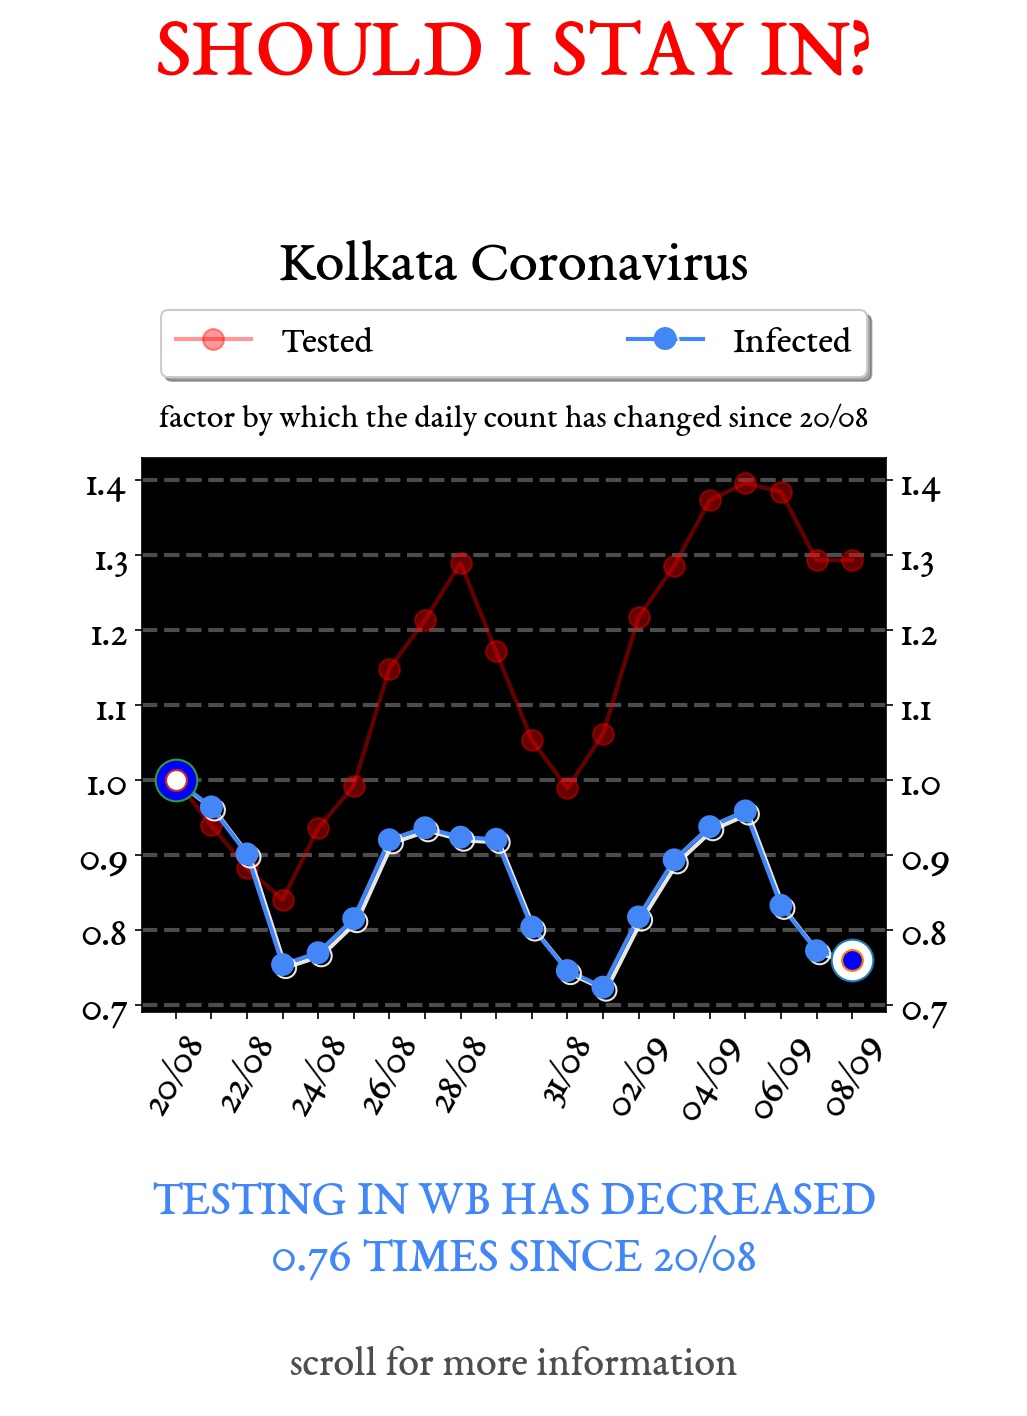 SHOULD I STAY IN?
Kolkata Coronavirus
Tested Infected
factor by which the daily count has changed since 20/08
1.4 1.4
1.3 1.3
1.2 1.2
1.1 1.1
1.0 1.0
0.9 0.9
0.8 0.8
0.7 0.7
20/08 22/08 24/08 26/08 28/08 31/08 02/09 04/09 06/09 08/09
TESTING IN WB HAS DECREASED
0.76 TIMES SINCE 20/08
scroll for more information